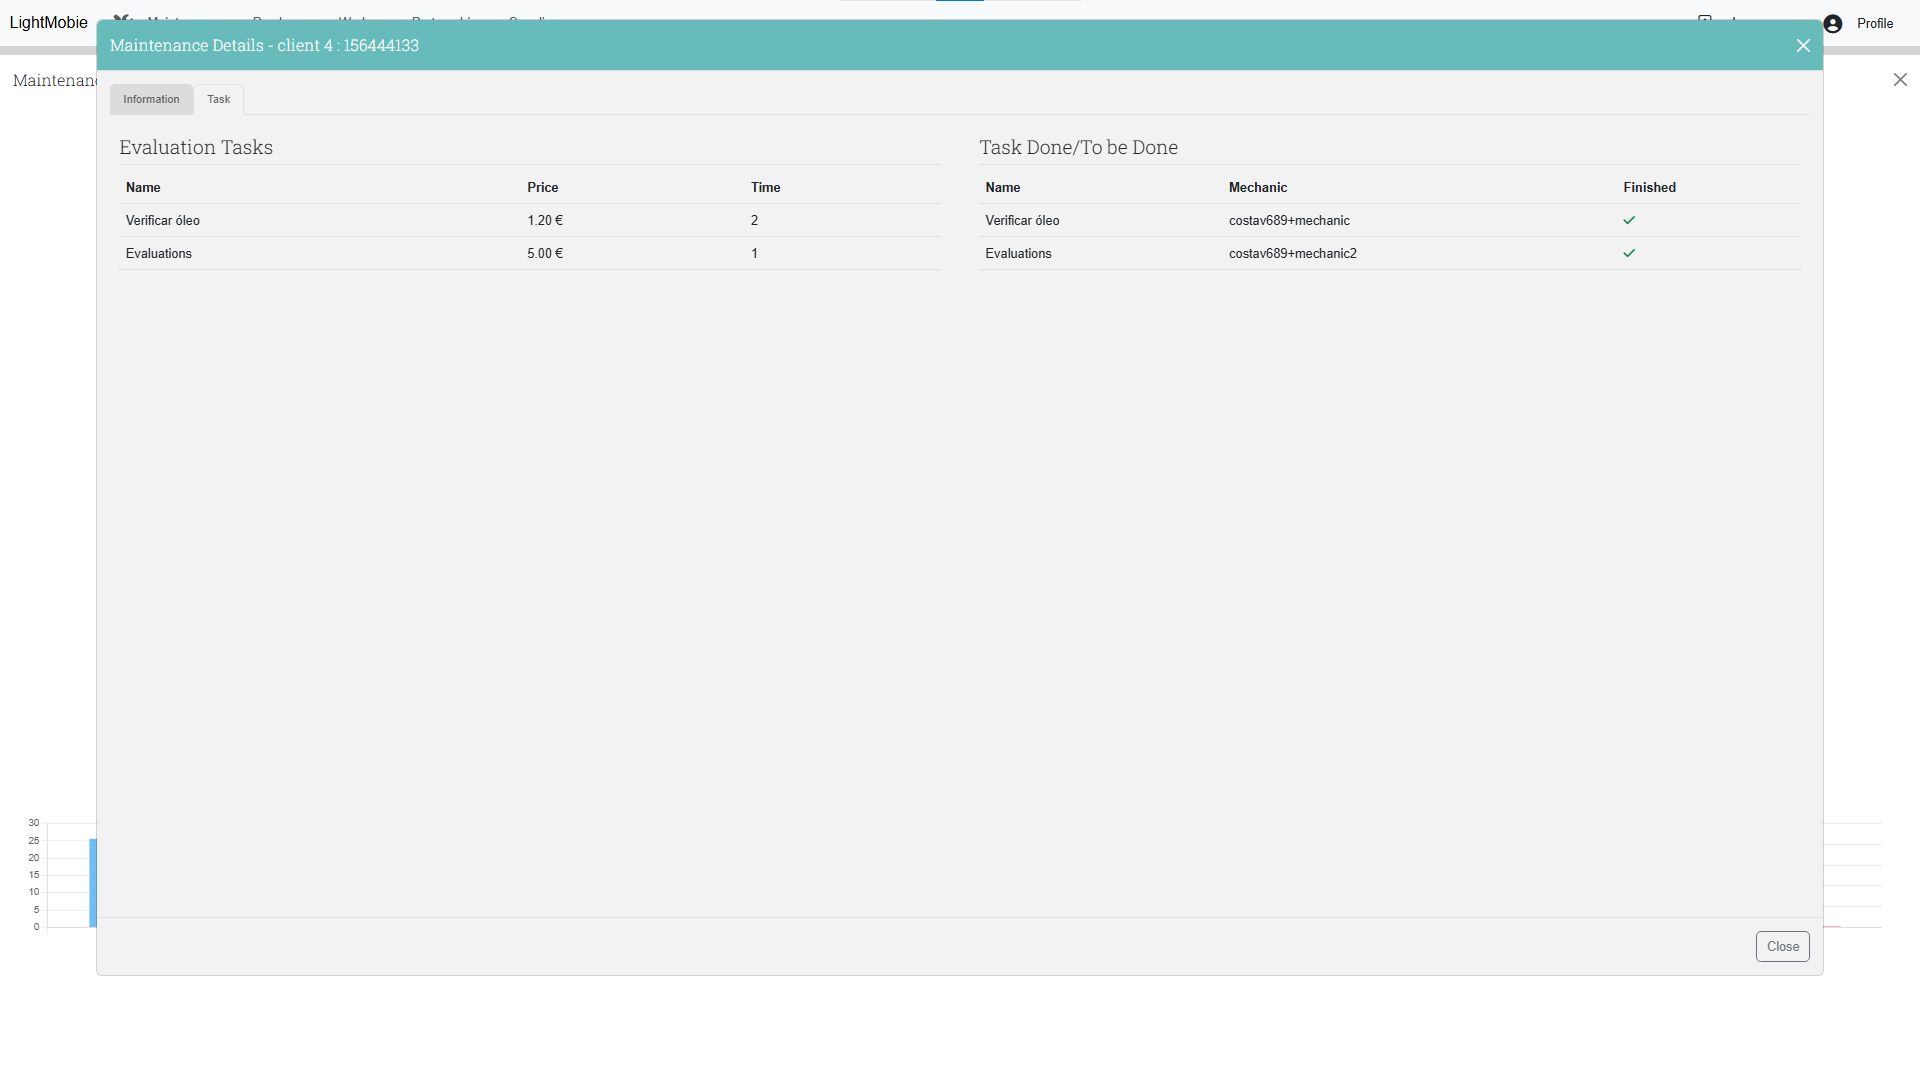 LightMobie
Profile
Maintenance Details - client 4 : 156444133
Information
Task
Evaluation Tasks
Name Price Time
Verificar óleo 1.20 € 2
Evaluations 5.00 € 1
Task Done/To be Done
Name Mechanic Finished
Verificar óleo costav689+mechanic
Evaluations costav689+mechanic2
30
25
20
15
10
5
0
Close